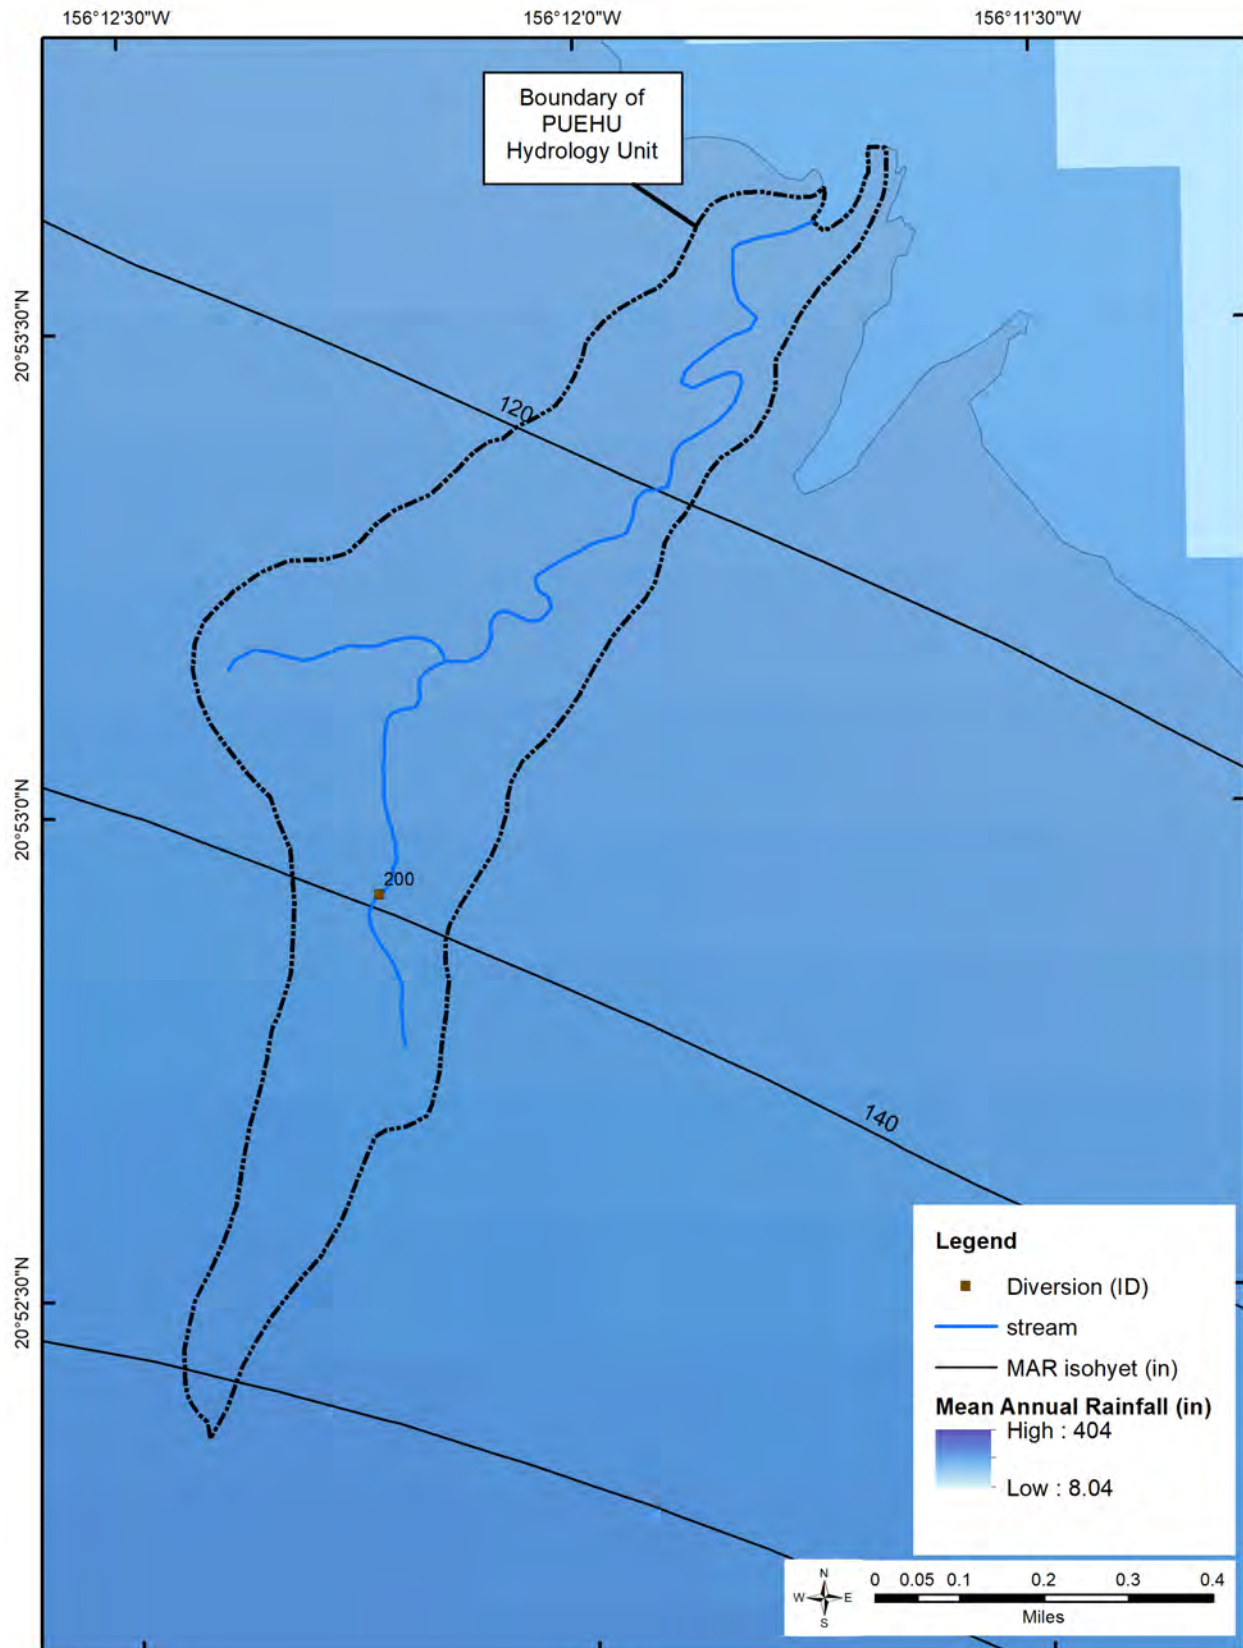 156°12'30"W
156°12'0"W
156°11'30"W
Boundary of
PUEHU
Hydrology Unit
20°53'30"N
120
20°53'0"N
200
140
20°52'30"N
Legend
Diversion (ID)
stream
MAR isohyet (in)
Mean Annual Rainfall (in)
High : 404
Low : 8.04
N
W E
S
0 0.05 0.1 0.2 0.3 0.4
Miles